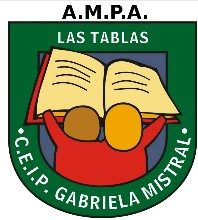 A.M.P.A.
LAS TABLAS
• C.E.I.P. GABRIELA MISTRAL •